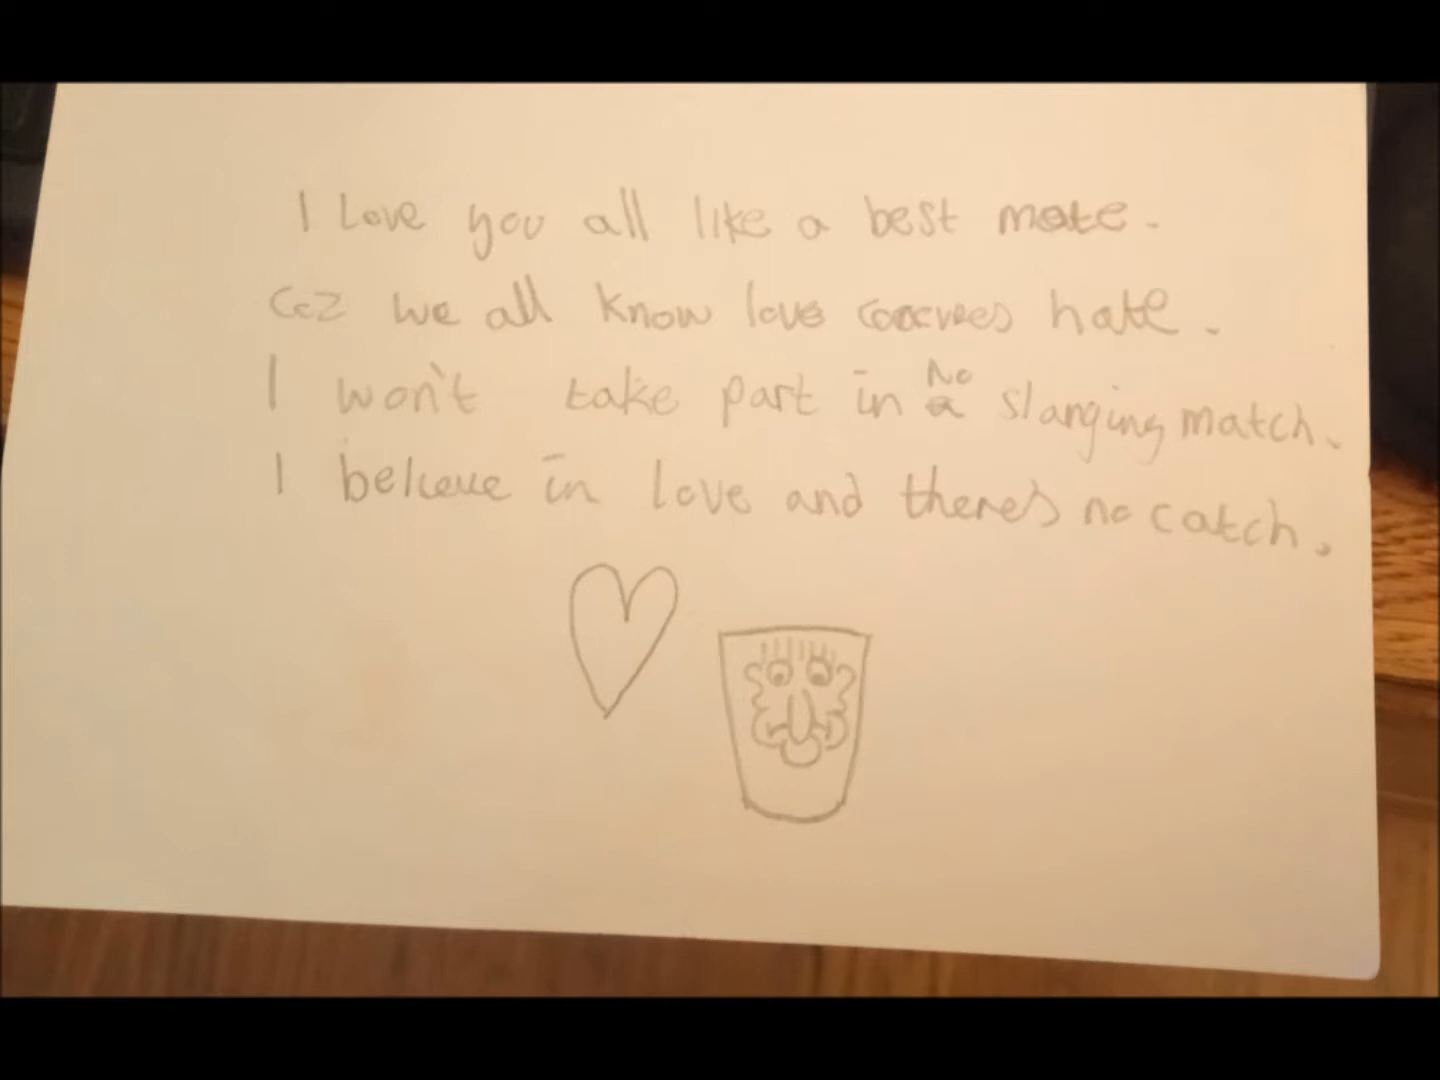 I Love you all like a best mate.
Coz we all know love hate.
I won't take part in No a slanging match.
I believe in love and there's no catch.